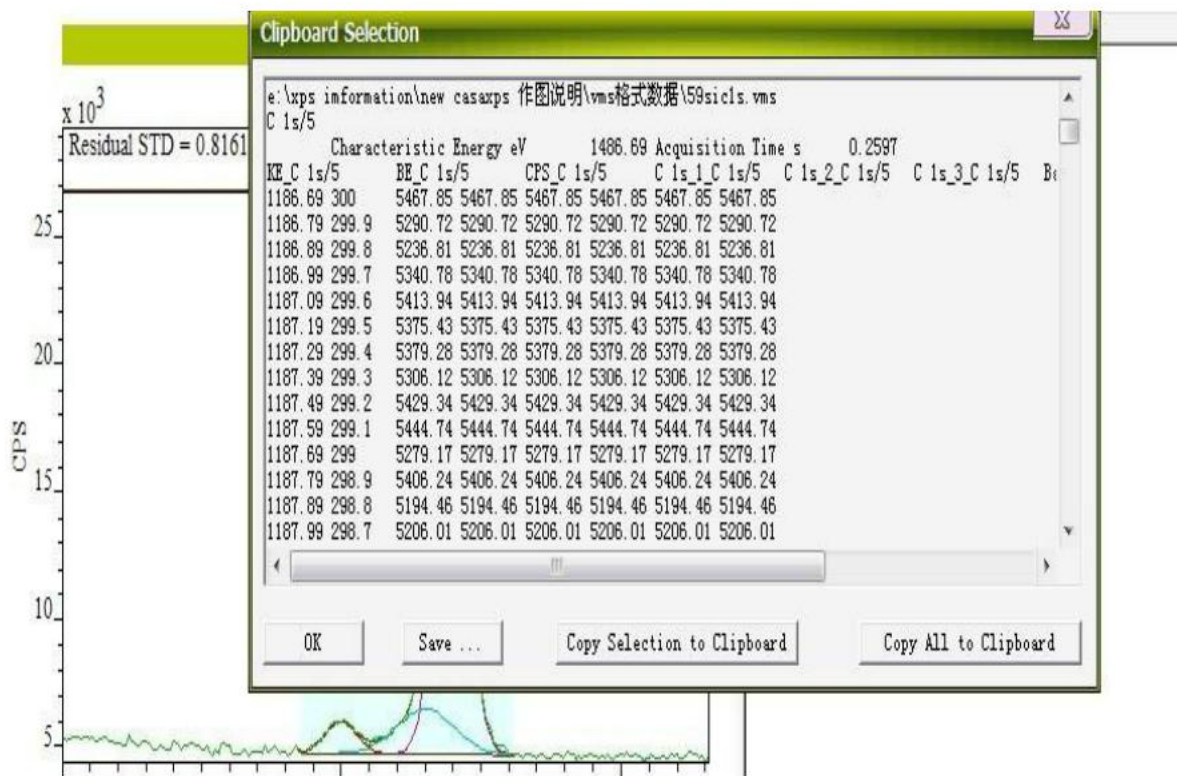 Clipboard Selection
e:\xps imformation\new casaxps 作图说明\vms格式数据\59sic1s.vms
C 1s/5
Characteristic Energy eV 1486.69 Acquisition Time s 0.2597
KE_C 1s/5 BE_C 1s/5 CPS_C 1s/5 C 1s_1_C 1s/5 C 1s_2_C 1s/5 C 1s_3_C 1s/5
1186.69 300 5467.85 5467.85 5467.85 5467.85 5467.85 5467.85
1186.79 299.9 5290.72 5290.72 5290.72 5290.72 5290.72 5290.72
1186.89 299.8 5236.81 5236.81 5236.81 5236.81 5236.81 5236.81
1186.99 299.7 5340.78 5340.78 5340.78 5340.78 5340.78 5340.78
1187.09 299.6 5413.94 5413.94 5413.94 5413.94 5413.94 5413.94
1187.19 299.5 5375.43 5375.43 5375.43 5375.43 5375.43 5375.43
1187.29 299.4 5379.28 5379.28 5379.28 5379.28 5379.28 5379.28
1187.39 299.3 5306.12 5306.12 5306.12 5306.12 5306.12 5306.12
1187.49 299.2 5429.34 5429.34 5429.34 5429.34 5429.34 5429.34
1187.59 299.1 5444.74 5444.74 5444.74 5444.74 5444.74 5444.74
1187.69 299 5279.17 5279.17 5279.17 5279.17 5279.17 5279.17
1187.79 298.9 5406.24 5406.24 5406.24 5406.24 5406.24 5406.24
1187.89 298.8 5194.46 5194.46 5194.46 5194.46 5194.46 5194.46
1187.99 298.7 5206.01 5206.01 5206.01 5206.01 5206.01 5206.01
OK Save ... Copy Selection to Clipboard Copy All to Clipboard
x 10³
Residual STD = 0.8161
25
20
15
10
5
CPS